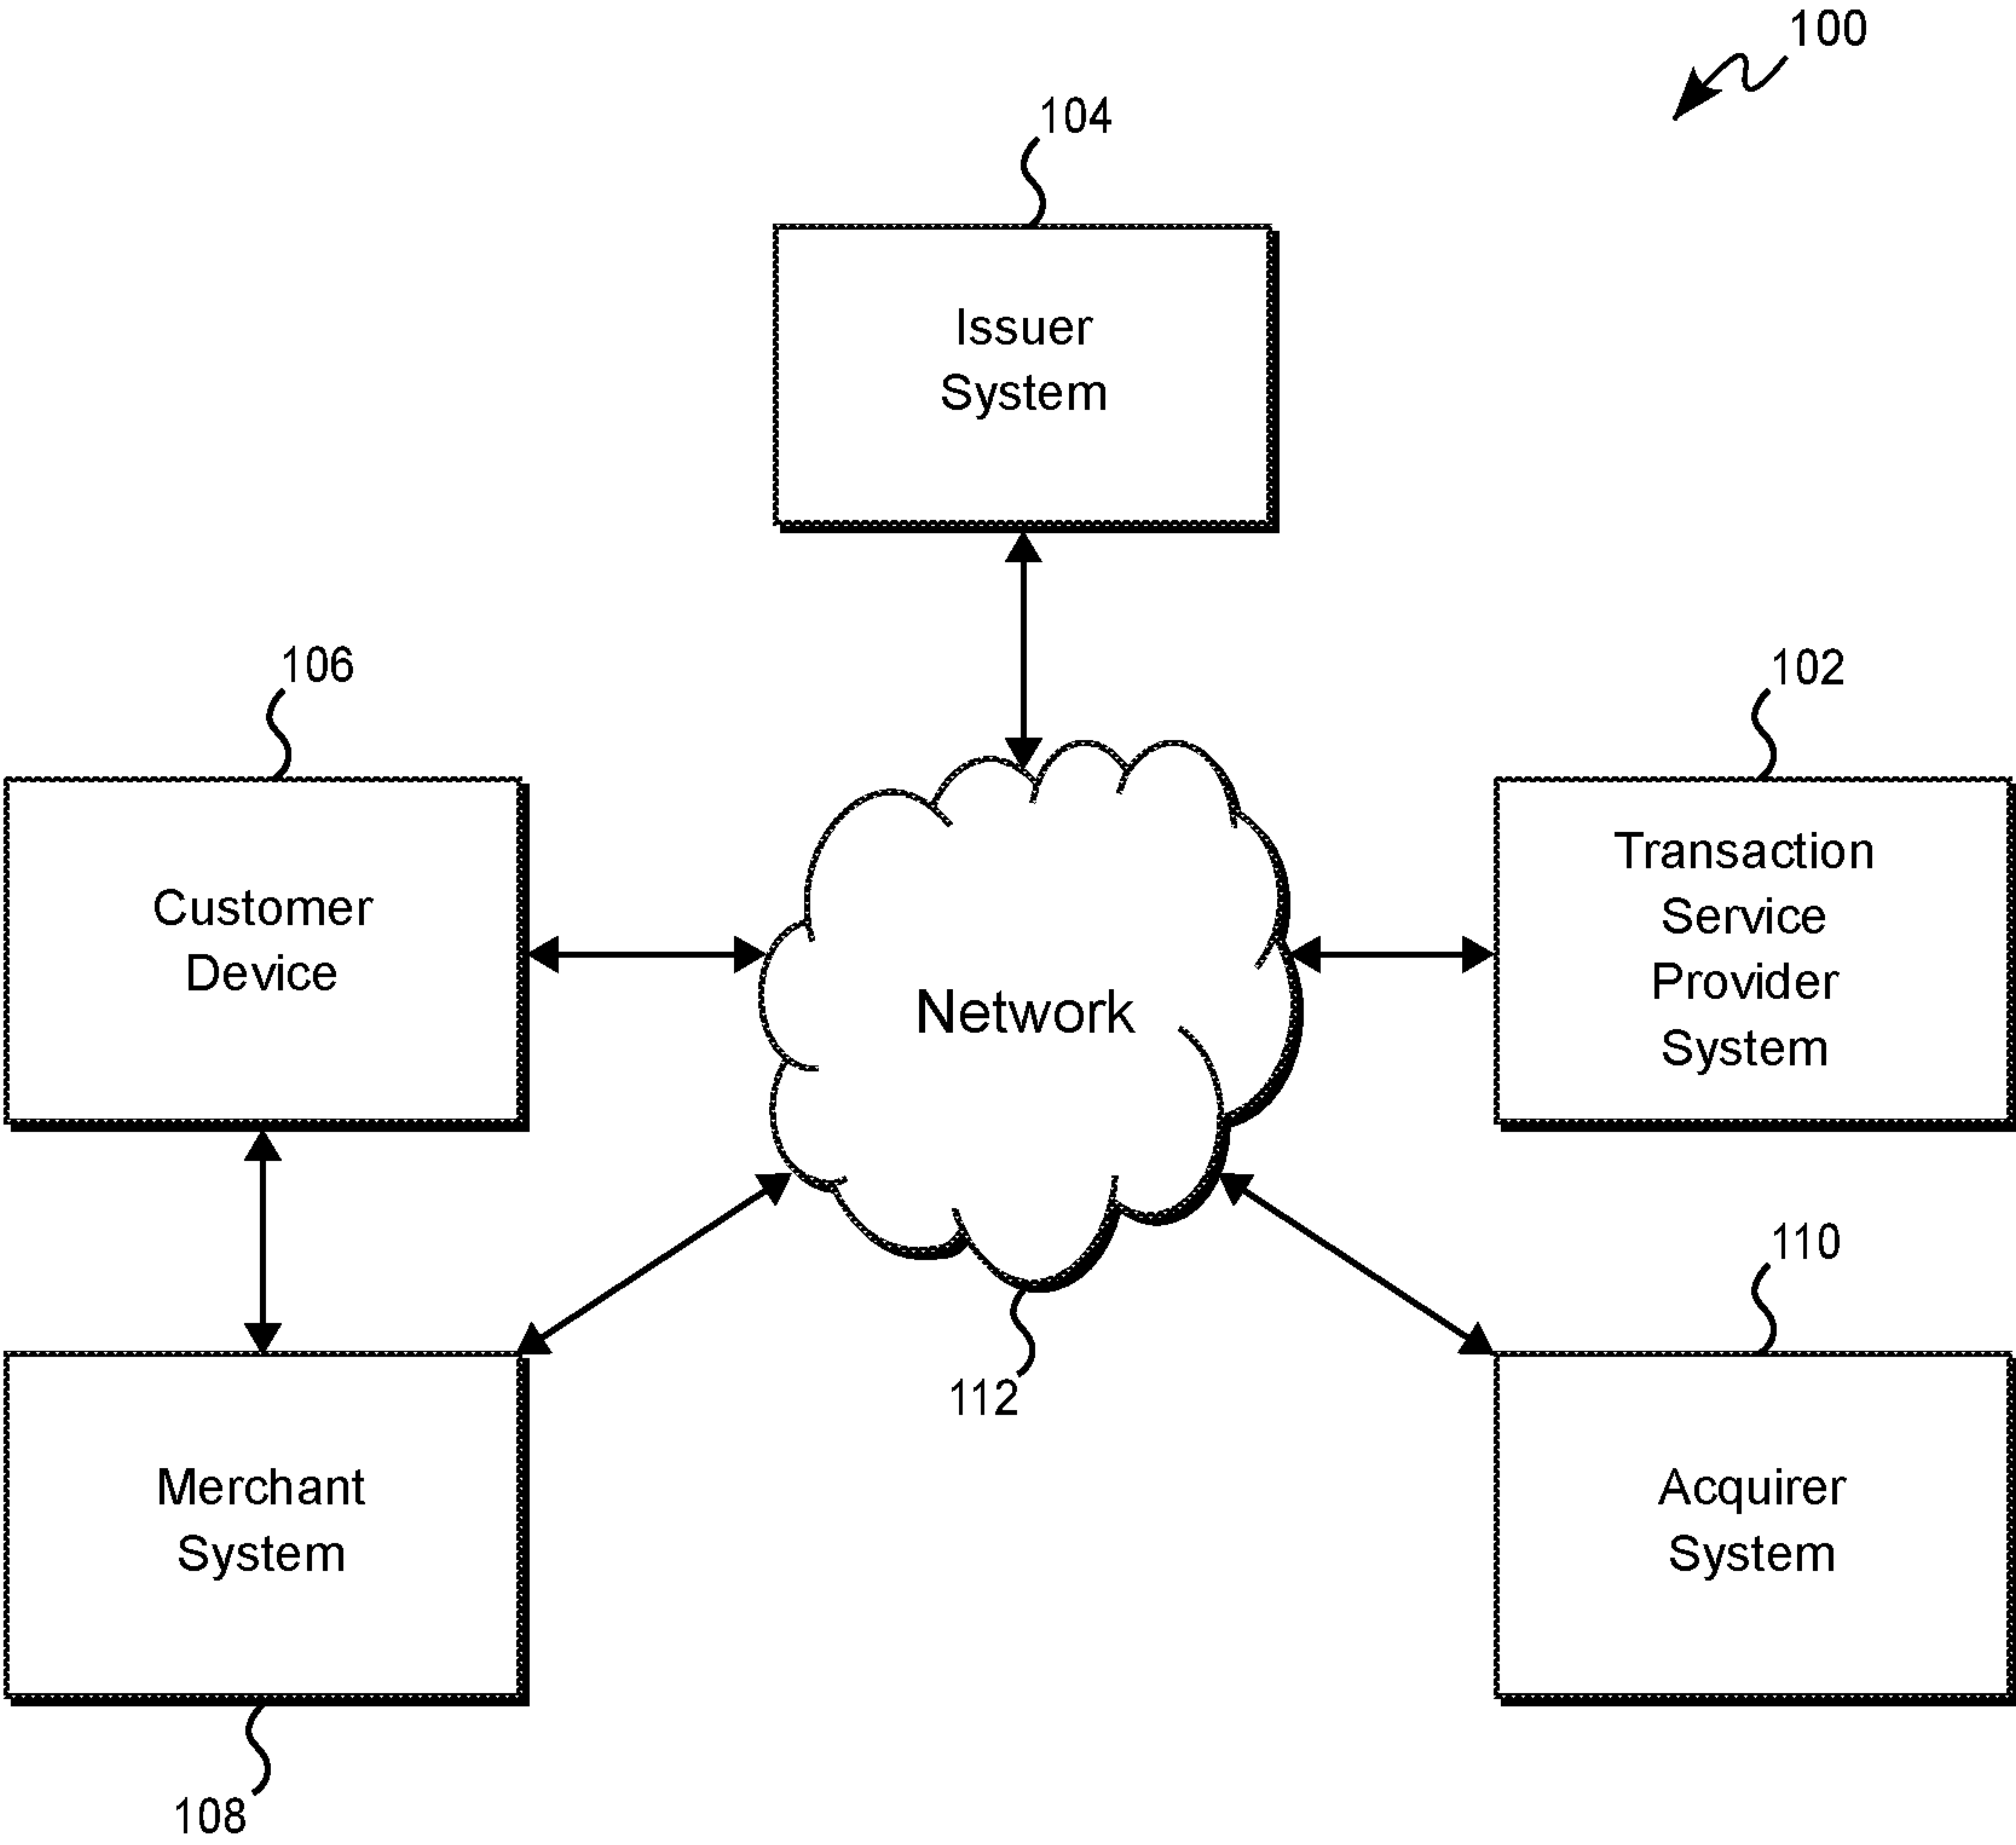 100
104
Issuer
System
106
102
Customer
Device
Transaction
Service
Provider
System
Network
110
112
Merchant
System
Acquirer
System
108